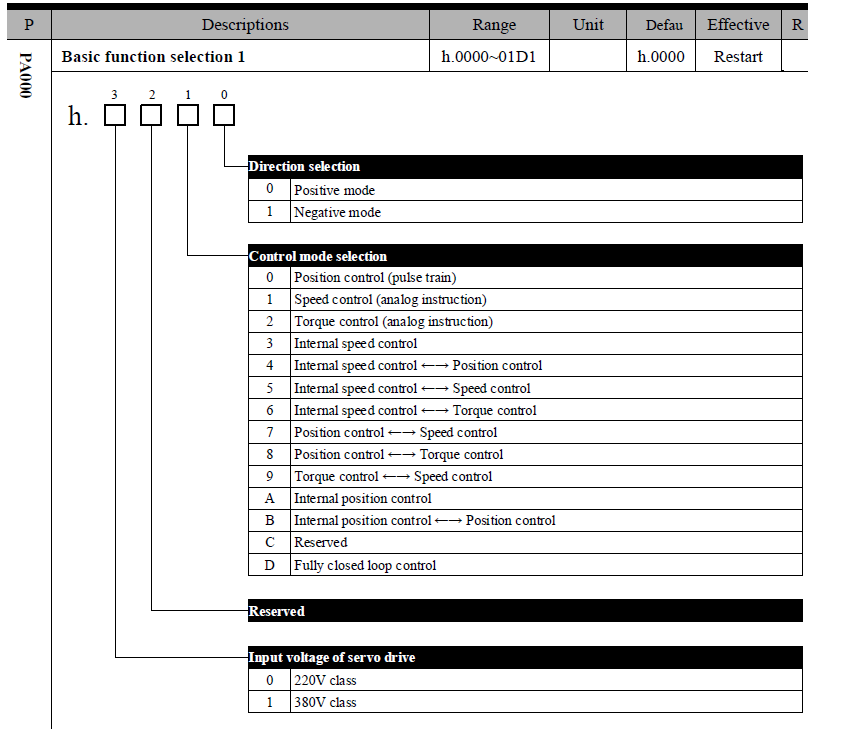 P Descriptions Range Unit Defau Effective R
PA000 Basic function selection 1 h.0000~01D1 h.0000 Restart
3 2 1 0
h.
Direction selection
0 Positive mode
1 Negative mode
Control mode selection
0 Position control (pulse train)
1 Speed control (analog instruction)
2 Torque control (analog instruction)
3 Internal speed control
4 Internal speed control ←→ Position control
5 Internal speed control ←→ Speed control
6 Internal speed control ←→ Torque control
7 Position control ←→ Speed control
8 Position control ←→ Torque control
9 Torque control ←→ Speed control
A Internal position control
B Internal position control ←→ Position control
C Reserved
D Fully closed loop control
Reserved
Input voltage of servo drive
0 220V class
1 380V class